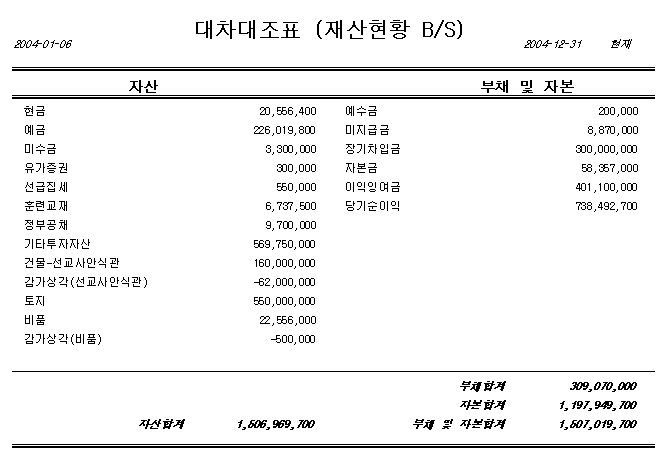 대차대조표 (재산현황 B/S)
2004-01-06 2004-12-31 현재
자산 부채 및 자본
현금 20,556,400 예수금 200,000
예금 226,019,800 미지급금 8,870,000
미수금 3,300,000 장기차입금 300,000,000
유가증권 300,000 자본금 58,357,000
선급집세 550,000 이익잉여금 401,100,000
훈련교재 6,737,500 당기순이익 738,492,700
정부공채 9,700,000
기타투자자산 569,750,000
건물-선교사안식관 160,000,000
감가상각(선교사안식관) -62,000,000
토지 550,000,000
비품 22,556,000
감가상각(비품) -500,000
부채합계 309,070,000
자본합계 1,197,949,700
자산합계 1,506,969,700 부채 및 자본합계 1,507,019,700